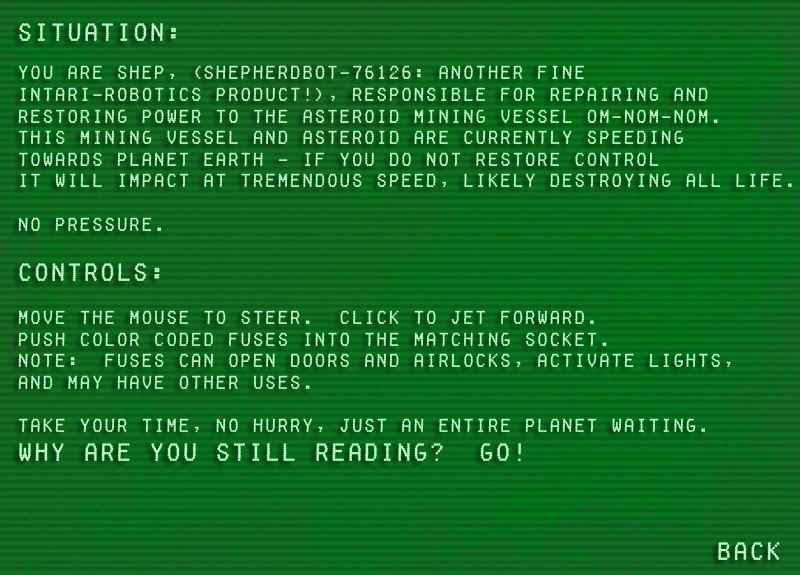 SITUATION:
YOU ARE SHEP, (SHEPHERDBOT-76126: ANOTHER FINE
INTARI-ROBOTICS PRODUCT!), RESPONSIBLE FOR REPAIRING AND
RESTORING POWER TO THE ASTEROID MINING VESSEL OM-NOM-NOM.
THIS MINING VESSEL AND ASTEROID ARE CURRENTLY SPEEDING
TOWARDS PLANET EARTH - IF YOU DO NOT RESTORE CONTROL
IT WILL IMPACT AT TREMENDOUS SPEED, LIKELY DESTROYING ALL LIFE.
NO PRESSURE.
CONTROLS:
MOVE THE MOUSE TO STEER.  CLICK TO JET FORWARD.
PUSH COLOR CODED FUSES INTO THE MATCHING SOCKET.
NOTE:  FUSES CAN OPEN DOORS AND AIRLOCKS, ACTIVATE LIGHTS,
AND MAY HAVE OTHER USES.
TAKE YOUR TIME, NO HURRY, JUST AN ENTIRE PLANET WAITING.
WHY ARE YOU STILL READING?  GO!
BACK